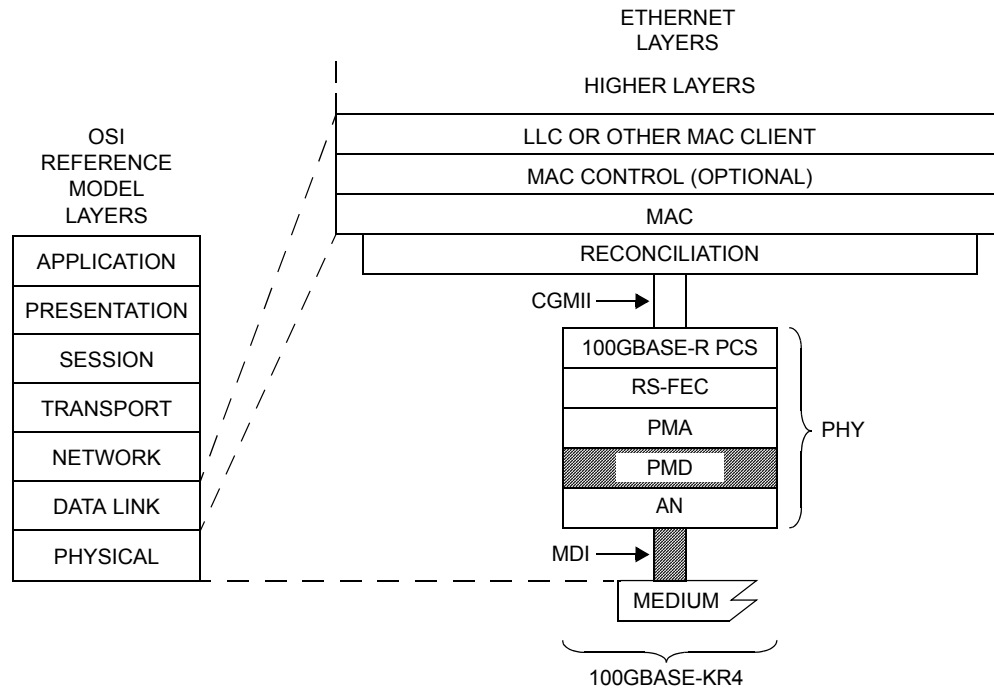 ETHERNET
LAYERS
HIGHER LAYERS
LLC OR OTHER MAC CLIENT
MAC CONTROL (OPTIONAL)
MAC
RECONCILIATION
OSI
REFERENCE
MODEL
LAYERS
APPLICATION
PRESENTATION
SESSION
TRANSPORT
NETWORK
DATA LINK
PHYSICAL
CGMII
100GBASE-R PCS
RS-FEC
PMA
PMD
AN
PHY
MDI
MEDIUM
100GBASE-KR4